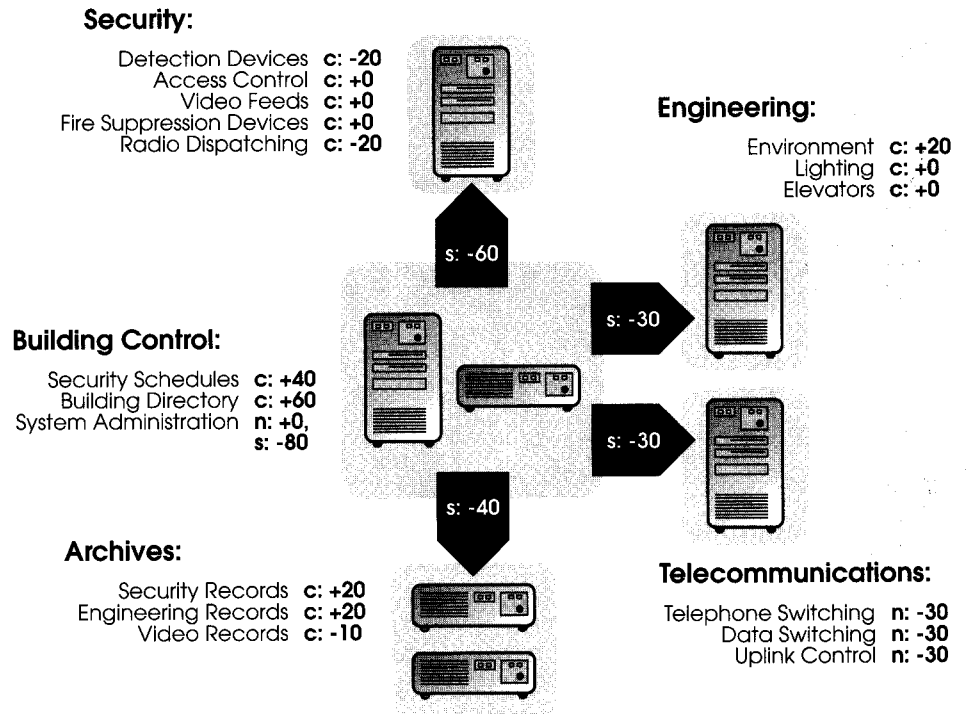 Security:
Detection Devices c: -20
Access Control c: +0
Video Feeds c: +0
Fire Suppression Devices c: +0
Radio Dispatching c: -20
Engineering:
Environment c: +20
Lighting c: +0
Elevators c: +0
s: -60
s: -30
Building Control:
Security Schedules c: +40
Building Directory c: +60
System Administration n: +0,
s: -80
s: -30
s: -40
Archives:
Security Records c: +20
Engineering Records c: +20
Video Records c: -10
Telecommunications:
Telephone Switching n: -30
Data Switching n: -30
Uplink Control n: -30